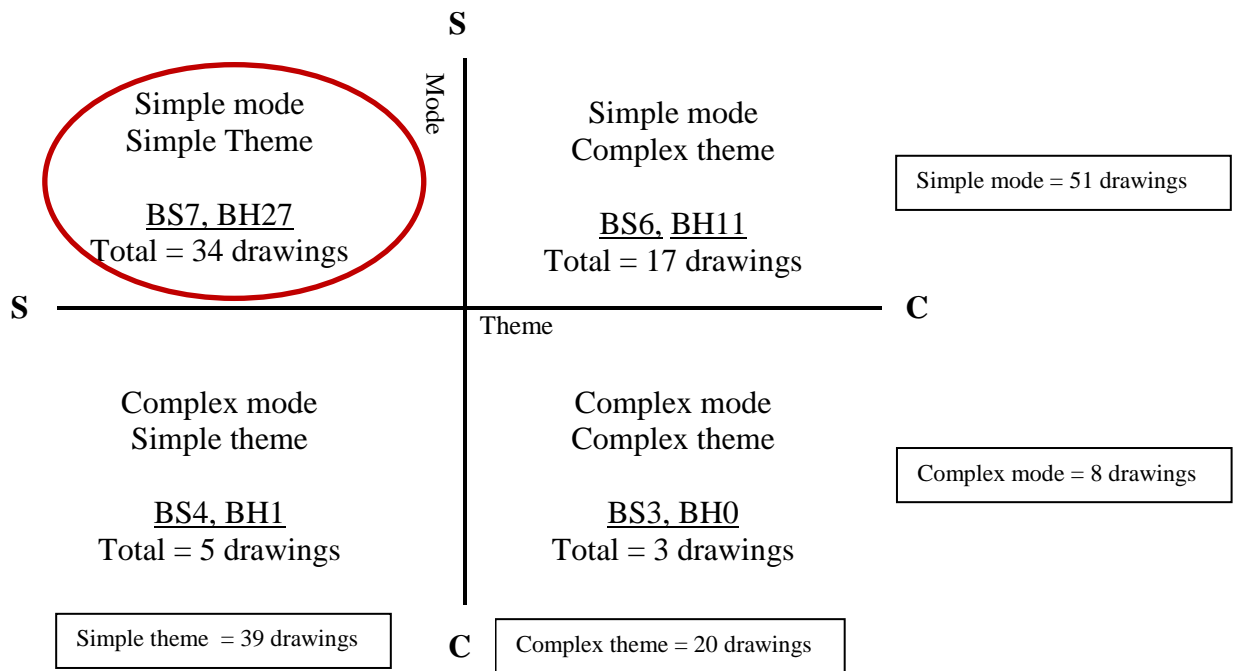 S
Mode
Simple mode
Simple Theme
BS7, BH27
Total = 34 drawings
Simple mode
Complex theme
BS6, BH11
Total = 17 drawings
Simple mode = 51 drawings
S
C
Theme
Complex mode
Simple theme
BS4, BH1
Total = 5 drawings
Complex mode
Complex theme
BS3, BH0
Total = 3 drawings
Complex mode = 8 drawings
Simple theme = 39 drawings
C
Complex theme = 20 drawings